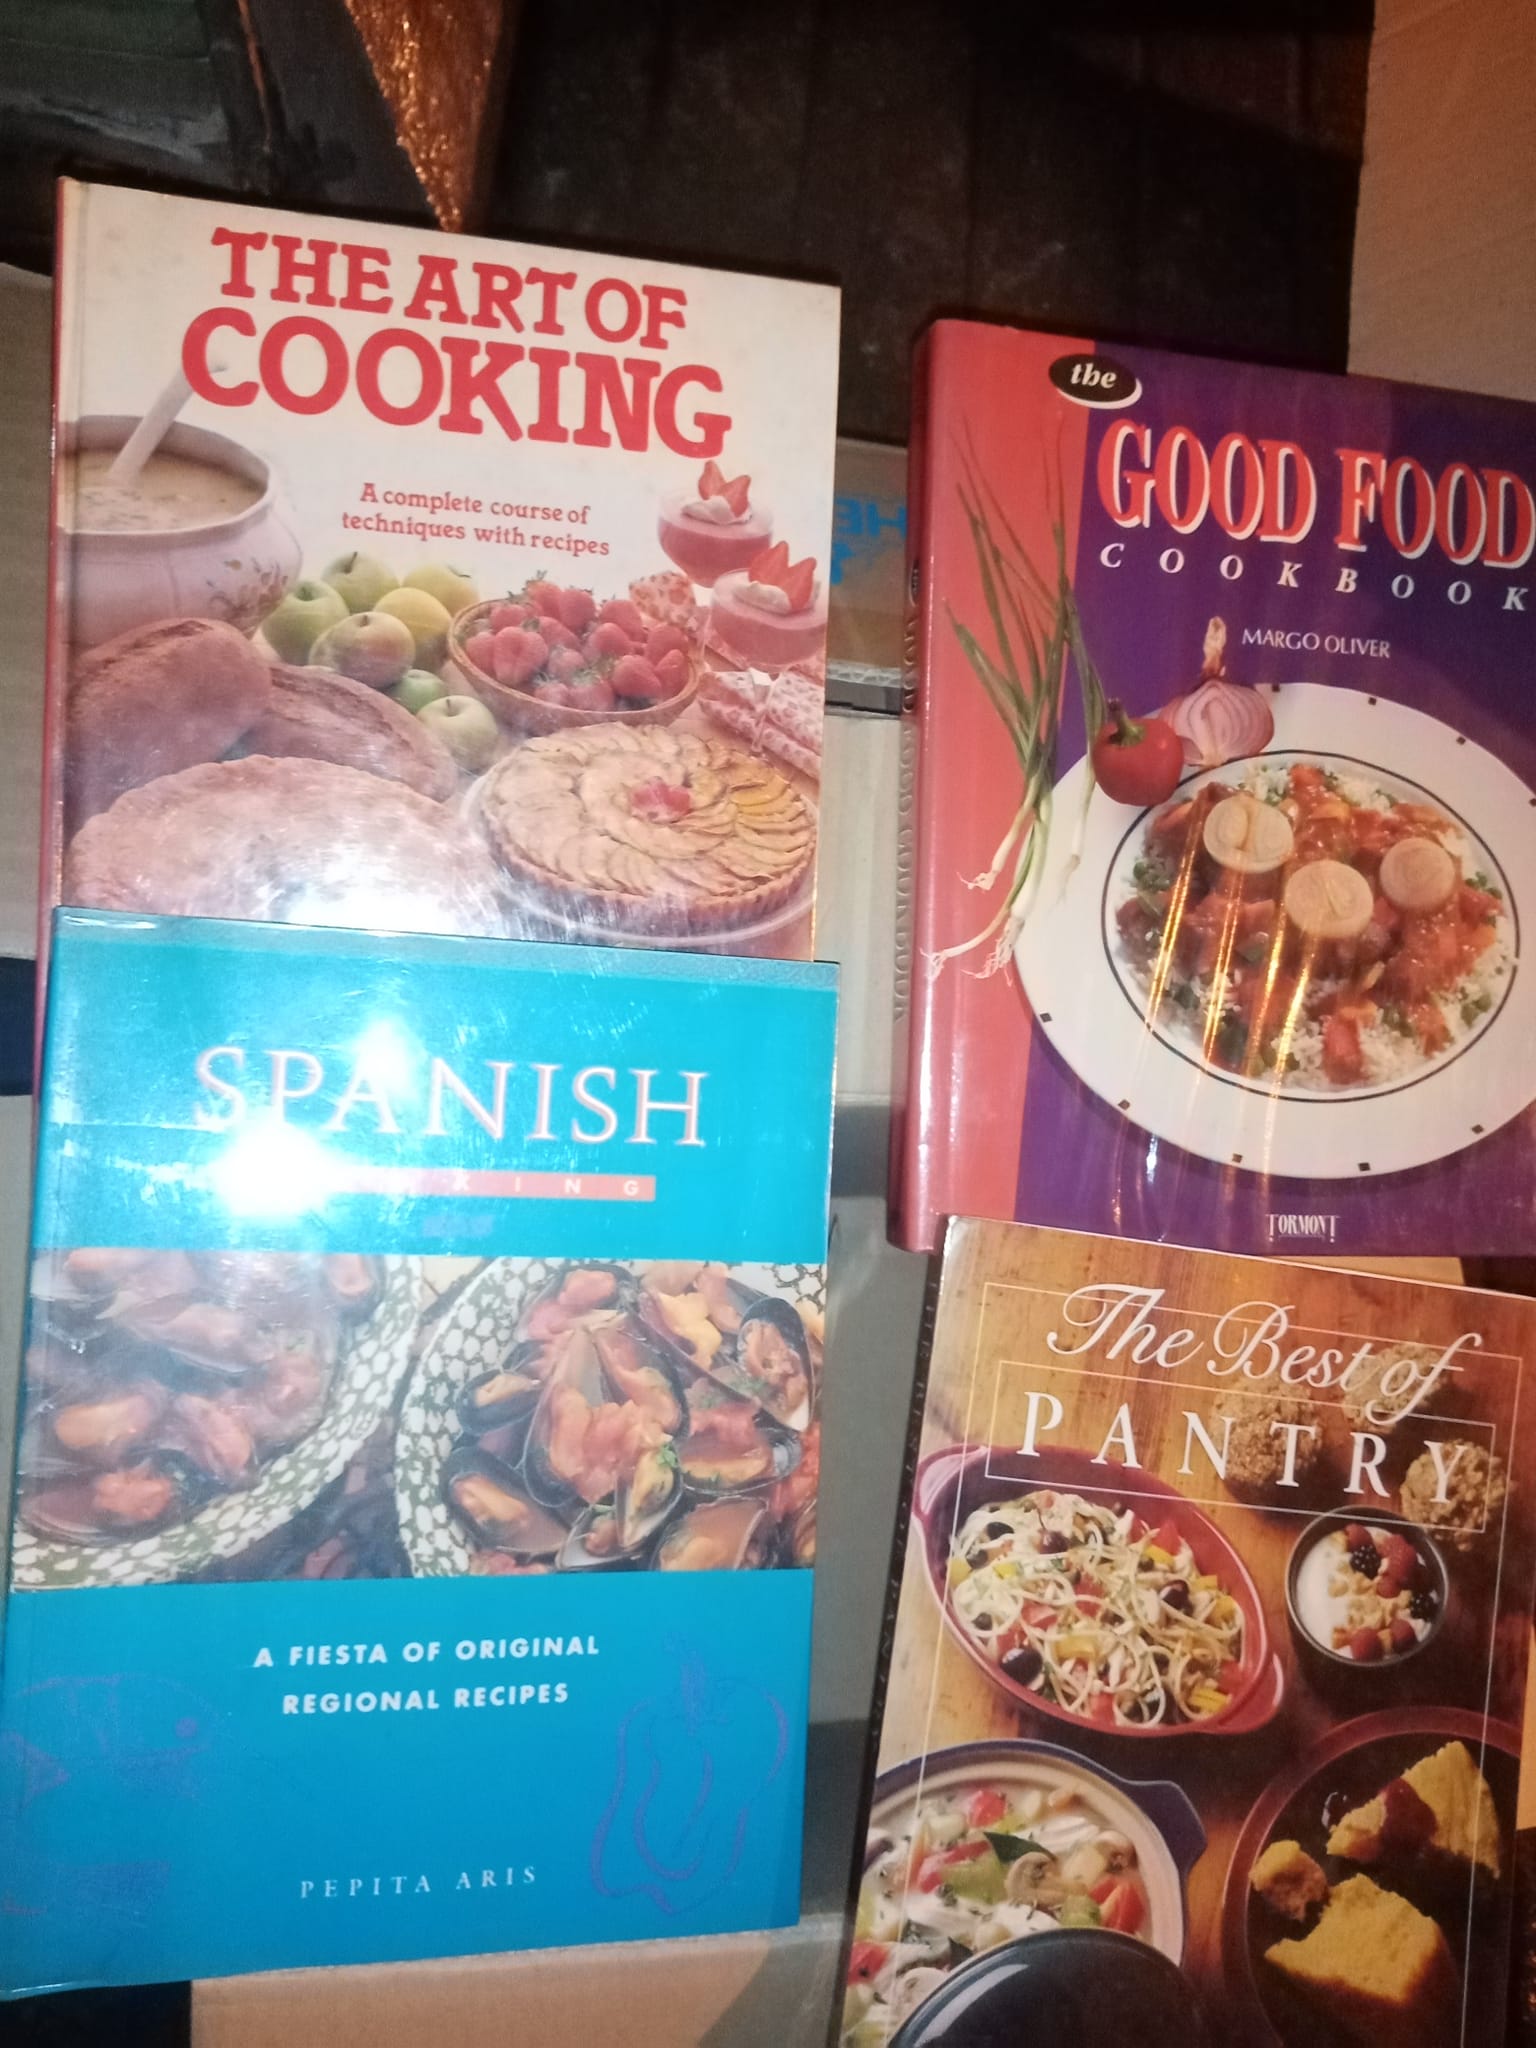 THE ART OF
COOKING
A complete course of
techniques with recipes
the
GOOD FOOD
COOKBOOK
MARGO OLIVER
TORMONT
SPANISH
A FIESTA OF ORIGINAL
REGIONAL RECIPES
PEPITA ARIS
The Best of
PANTRY